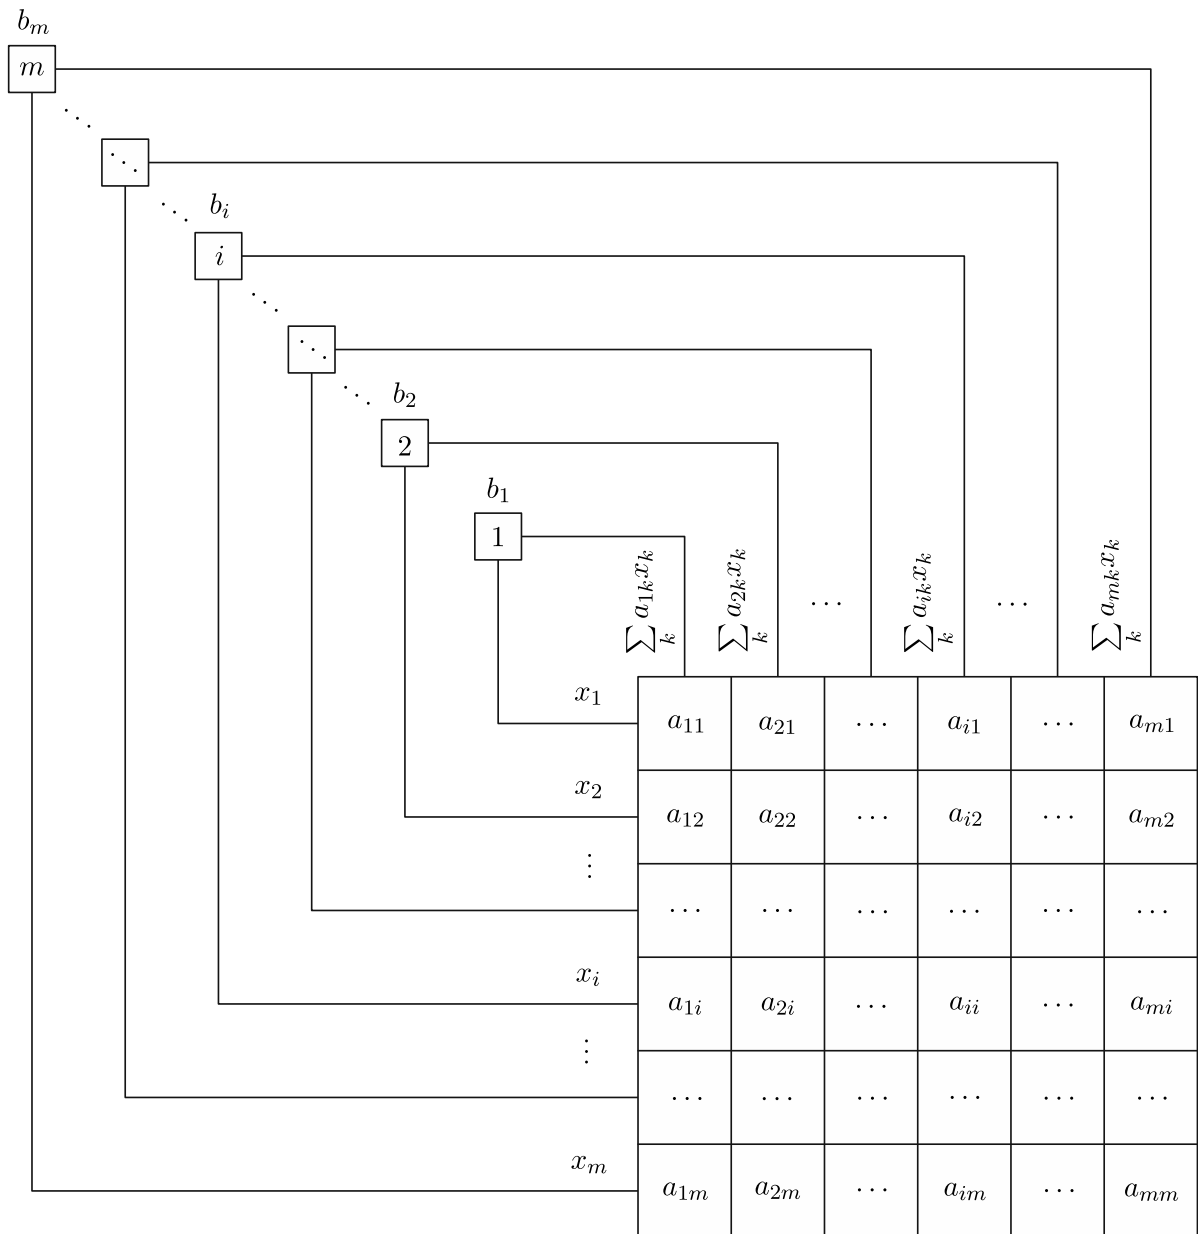 b_m
m
⋱
⋱
⋱
b_i
i
⋱
⋱
⋱
b_2
2
b_1
1
∑_k a_{1k}x_k ∑_k a_{2k}x_k ⋯ ∑_k a_{ik}x_k ⋯ ∑_k a_{mk}x_k
x_1 a_{11} a_{21} ⋯ a_{i1} ⋯ a_{m1}
x_2 a_{12} a_{22} ⋯ a_{i2} ⋯ a_{m2}
⋮
⋯ ⋯ ⋯ ⋯ ⋯ ⋯
x_i a_{1i} a_{2i} ⋯ a_{ii} ⋯ a_{mi}
⋮
⋯ ⋯ ⋯ ⋯ ⋯ ⋯
x_m a_{1m} a_{2m} ⋯ a_{im} ⋯ a_{mm}